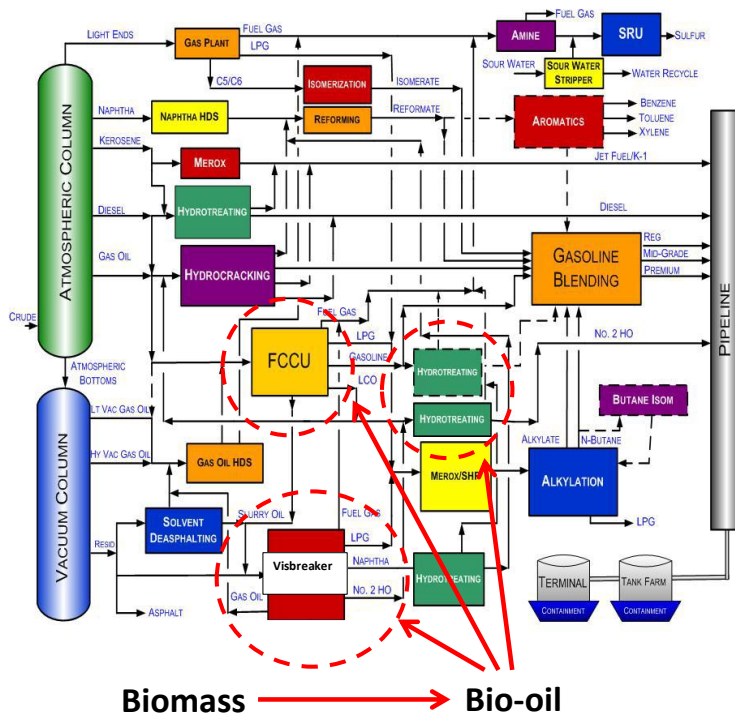 FUEL GAS
LIGHT ENDS
GAS PLANT
LPG
FUEL GAS
AMINE
SRU
SULFUR
SOUR WATER
SOUR WATER
STRIPPER
WATER RECYCLE
C5/C6
ISOMERIZATION
ISOMERATE
NAPHTHA
NAPHTHA HDS
REFORMING
REFORMATE
AROMATICS
BENZENE
TOLUENE
XYLENE
KEROSENE
MEROX
JET FUEL/K-1
ATMOSPHERIC COLUMN
DIESEL
HYDROTREATING
DIESEL
GAS OIL
HYDROCRACKING
GASOLINE
BLENDING
REG
MID-GRADE
PREMIUM
PIPELINE
CRUDE
FUEL GAS
FCCU
LPG
GASOLINE
LCO
HYDROTREATING
NO. 2 HO
ATMOSPHERIC
BOTTOMS
LT VAC GAS OIL
HYDROTREATING
BUTANE ISOM
HY VAC GAS OIL
GAS OIL HDS
MEROX/SHP
ALKYLATE
N-BUTANE
ALKYLATION
LPG
VACUUM COLUMN
RESID
SOLVENT
DEASPHALTING
SLURRY OIL
FUEL GAS
LPG
Visbreaker
NAPHTHA
NO. 2 HO
HYDROTREATING
GAS OIL
ASPHALT
TERMINAL
CONTAINMENT
TANK FARM
CONTAINMENT
Biomass
Bio-oil